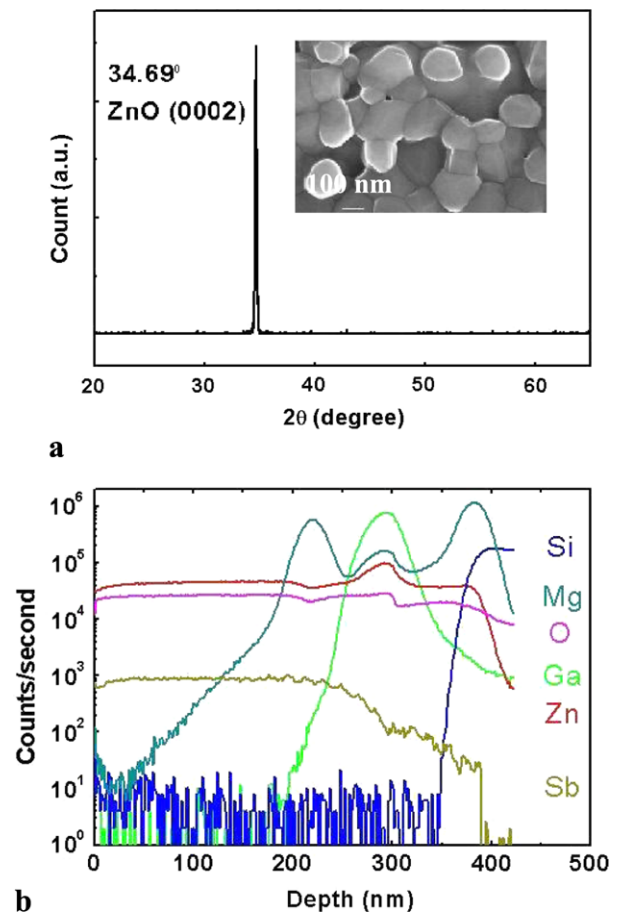 34.69⁰
ZnO (0002)
100 nm
Count (a.u.)
20 30 40 50 60
2θ (degree)
a
10⁶
10⁵
10⁴
10³
10²
10¹
10⁰
Counts/second
Si
Mg
O
Ga
Zn
Sb
0 100 200 300 400 500
Depth (nm)
b